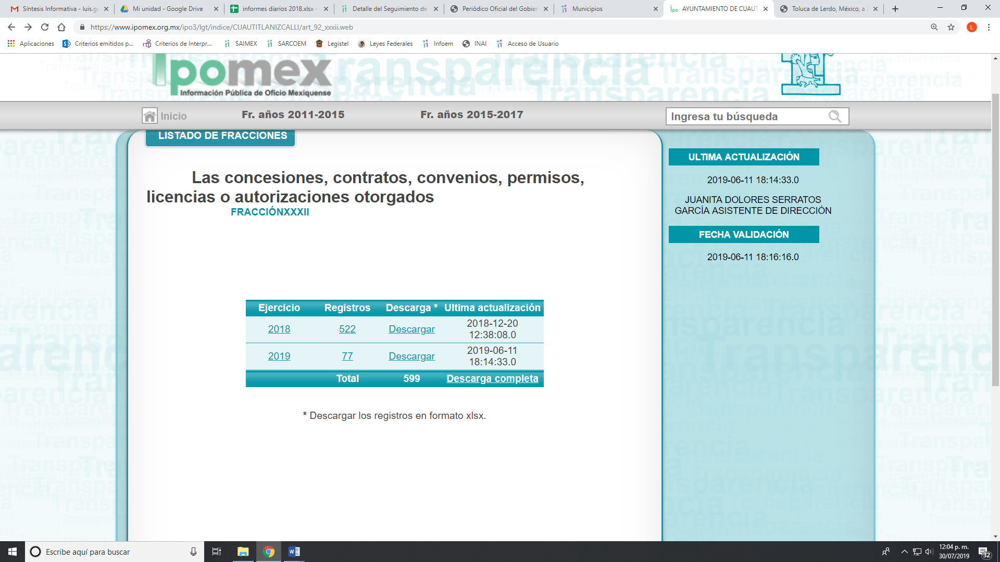 Síntesis Informativa - luis.gu
Mi unidad - Google Drive
informes diarios 2018.xlsx -
Detalle del Seguimiento de
Periódico Oficial del Gobier
Municipios
AYUNTAMIENTO DE CUAUT
Toluca de Lerdo, México, a 2
https://www.ipomex.org.mx/ipo3/lgt/indice/CUAUTITLANIZCALLI/art_92_xxxii.web
L
Aplicaciones
Criterios emitidos p...
Criterios de Interpr...
SAIMEX
SARCOEM
Legistel
Leyes Federales
Infoem
INAI
Acceso de Usuario
Ipomex
Información Pública de Oficio Mexiquense
Transparencia
Inicio
Fr. años 2011-2015
Fr. años 2015-2017
Ingresa tu búsqueda
LISTADO DE FRACCIONES
Las concesiones, contratos, convenios, permisos,
licencias o autorizaciones otorgados
FRACCIÓNXXXII
ULTIMA ACTUALIZACIÓN
2019-06-11 18:14:33.0
JUANITA DOLORES SERRATOS
GARCÍA ASISTENTE DE DIRECCIÓN
FECHA VALIDACIÓN
2019-06-11 18:16:16.0
Ejercicio Registros Descarga * Ultima actualización
2018 522 Descargar 2018-12-20
12:38:08.0
2019 77 Descargar 2019-06-11
18:14:33.0
Total 599 Descarga completa
* Descargar los registros en formato xlsx.
Escribe aquí para buscar
12:04 p. m.
30/07/2019
32